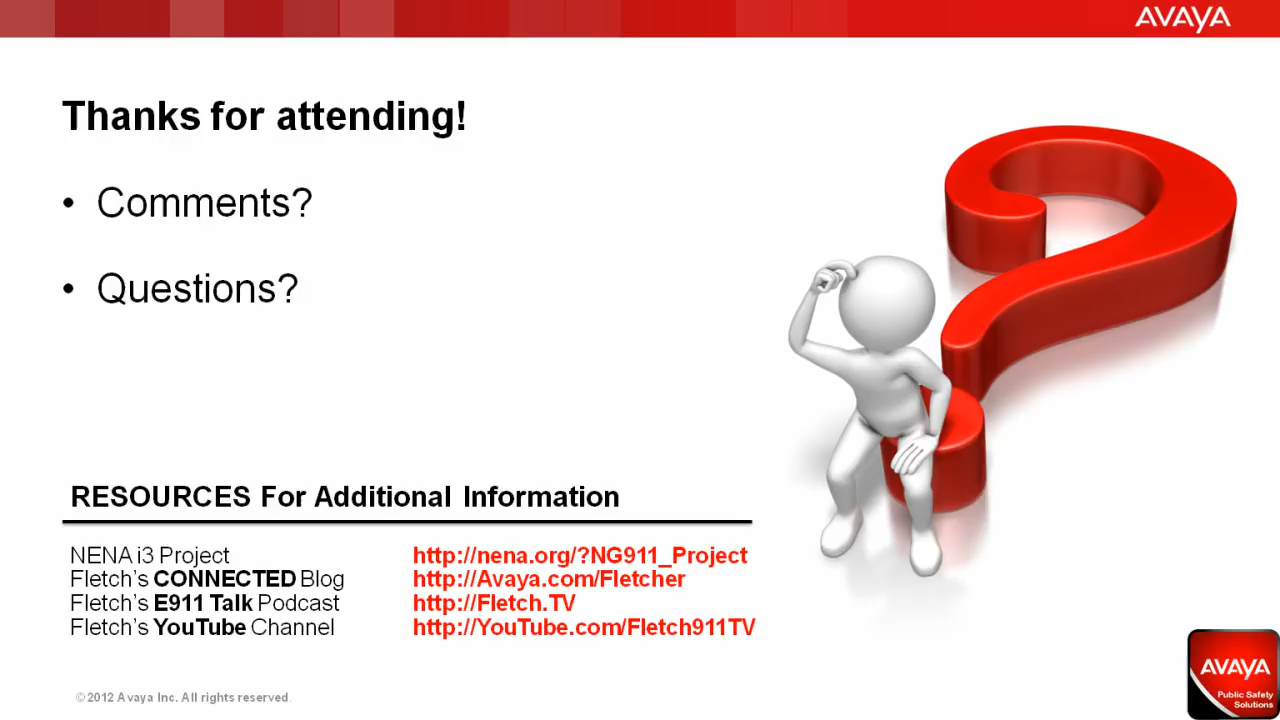 AVAYA
Thanks for attending!
• Comments?
• Questions?
RESOURCES For Additional Information
NENA i3 Project http://nena.org/?NG911_Project
Fletch's CONNECTED Blog http://Avaya.com/Fletcher
Fletch's E911 Talk Podcast http://Fletch.TV
Fletch's YouTube Channel http://YouTube.com/Fletch911TV
© 2012 Avaya Inc. All rights reserved.
AVAYA
Public Safety
Solutions